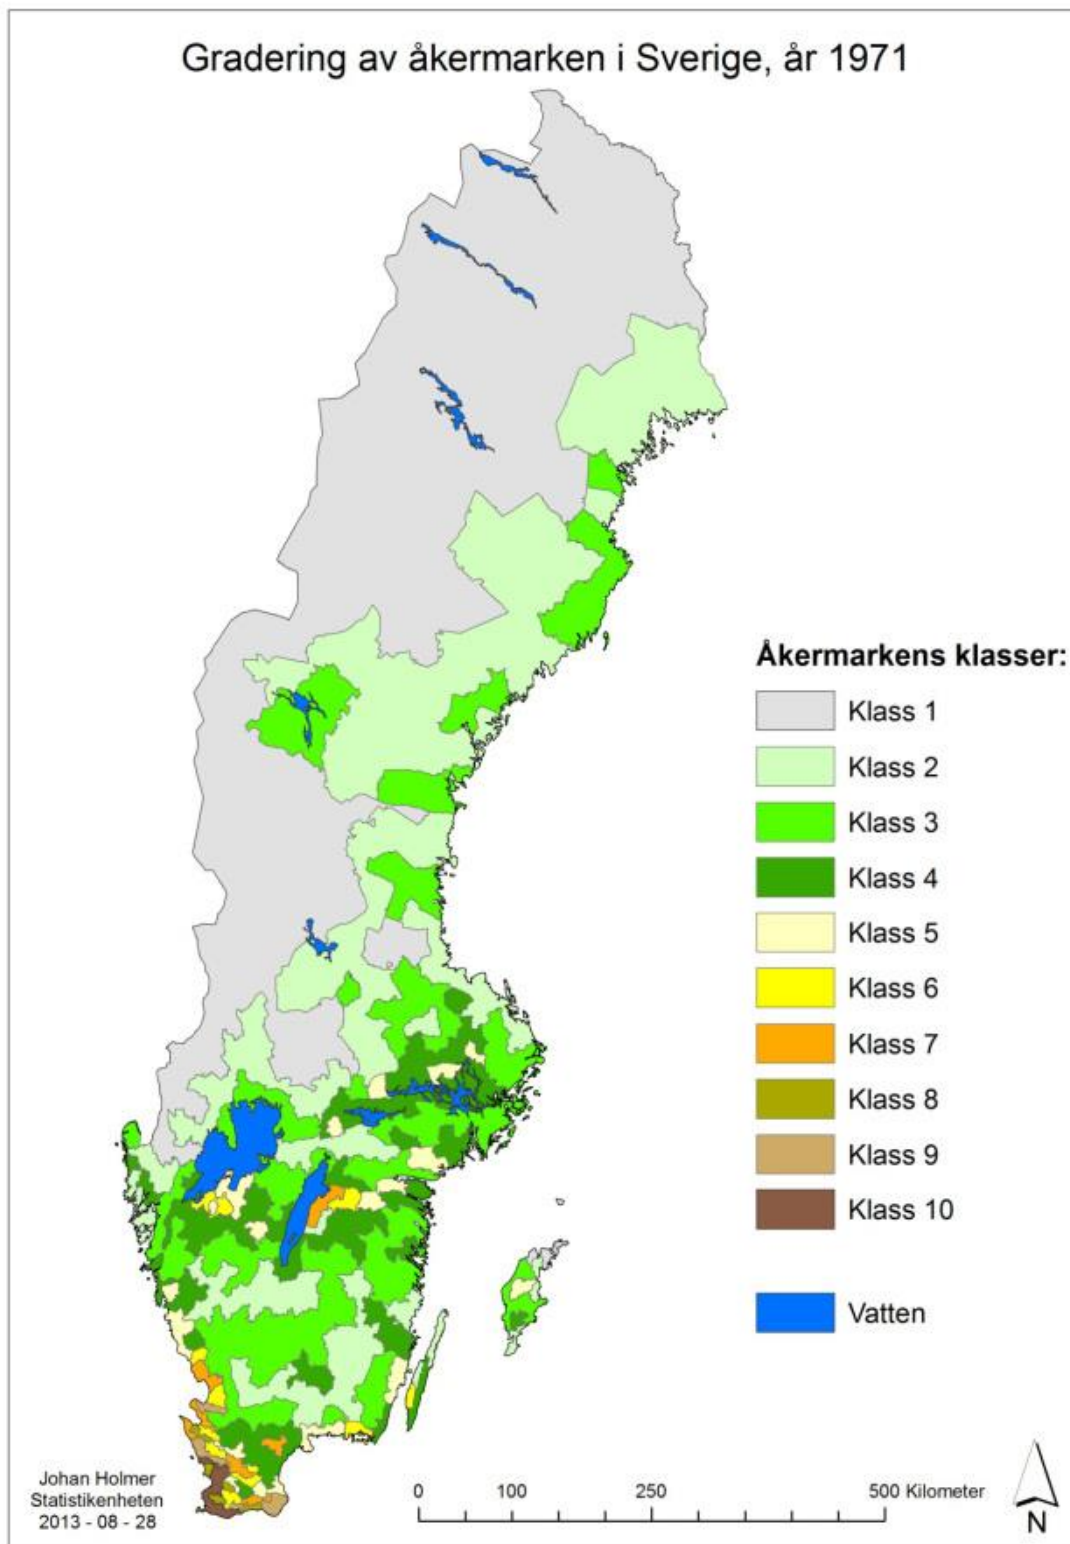 Gradering av åkermarken i Sverige, år 1971
Åkermarkens klasser:
Klass 1
Klass 2
Klass 3
Klass 4
Klass 5
Klass 6
Klass 7
Klass 8
Klass 9
Klass 10
Vatten
Johan Holmer
Statistikenheten
2013 - 08 - 28
0 100 250 500 Kilometer
N